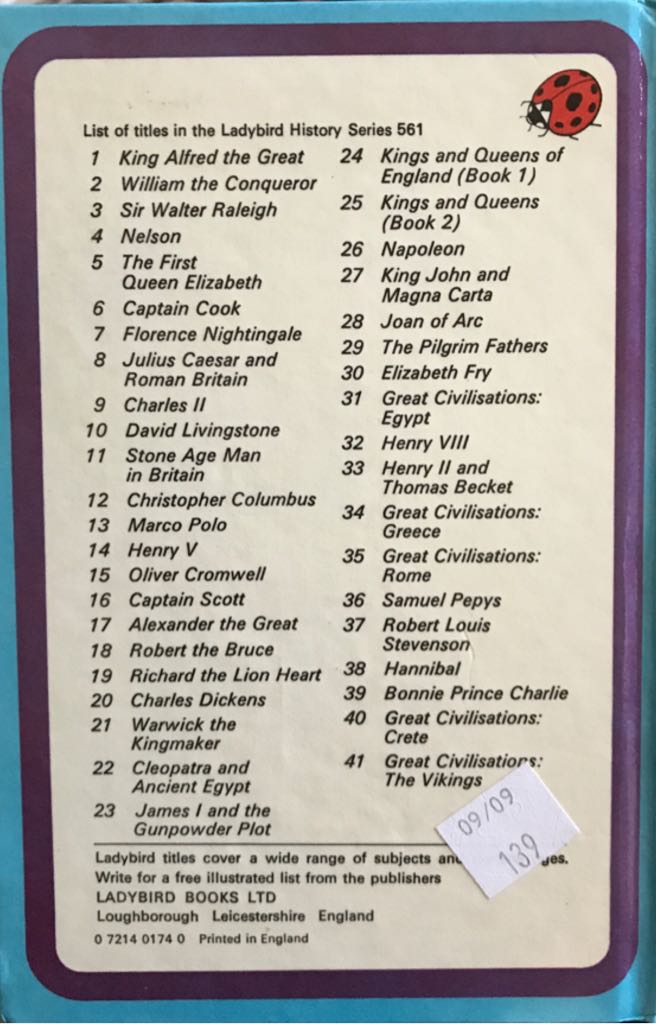 List of titles in the Ladybird History Series 561
1 King Alfred the Great
2 William the Conqueror
3 Sir Walter Raleigh
4 Nelson
5 The First
Queen Elizabeth
6 Captain Cook
7 Florence Nightingale
8 Julius Caesar and
Roman Britain
9 Charles II
10 David Livingstone
11 Stone Age Man
in Britain
12 Christopher Columbus
13 Marco Polo
14 Henry V
15 Oliver Cromwell
16 Captain Scott
17 Alexander the Great
18 Robert the Bruce
19 Richard the Lion Heart
20 Charles Dickens
21 Warwick the
Kingmaker
22 Cleopatra and
Ancient Egypt
23 James I and the
Gunpowder Plot
24 Kings and Queens of
England (Book 1)
25 Kings and Queens
(Book 2)
26 Napoleon
27 King John and
Magna Carta
28 Joan of Arc
29 The Pilgrim Fathers
30 Elizabeth Fry
31 Great Civilisations:
Egypt
32 Henry VIII
33 Henry II and
Thomas Becket
34 Great Civilisations:
Greece
35 Great Civilisations:
Rome
36 Samuel Pepys
37 Robert Louis
Stevenson
38 Hannibal
39 Bonnie Prince Charlie
40 Great Civilisations:
Crete
41 Great Civilisations:
The Vikings
09/09
139
Ladybird titles cover a wide range of subjects
Write for a free illustrated list from the publishers
LADYBIRD BOOKS LTD
Loughborough Leicestershire England
0 7214 0174 0 Printed in England